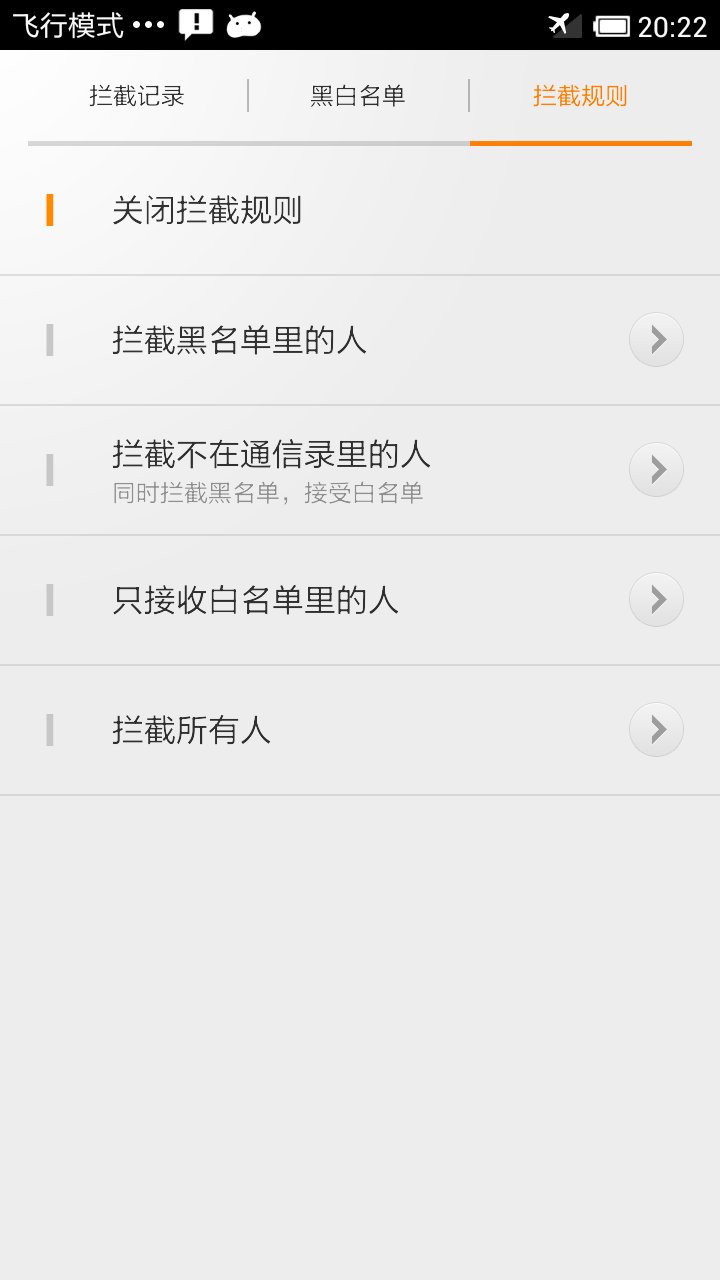 飞行模式 ••• 20:22
拦截记录 黑白名单 拦截规则
关闭拦截规则
拦截黑名单里的人
拦截不在通信录里的人
同时拦截黑名单，接受白名单
只接收白名单里的人
拦截所有人